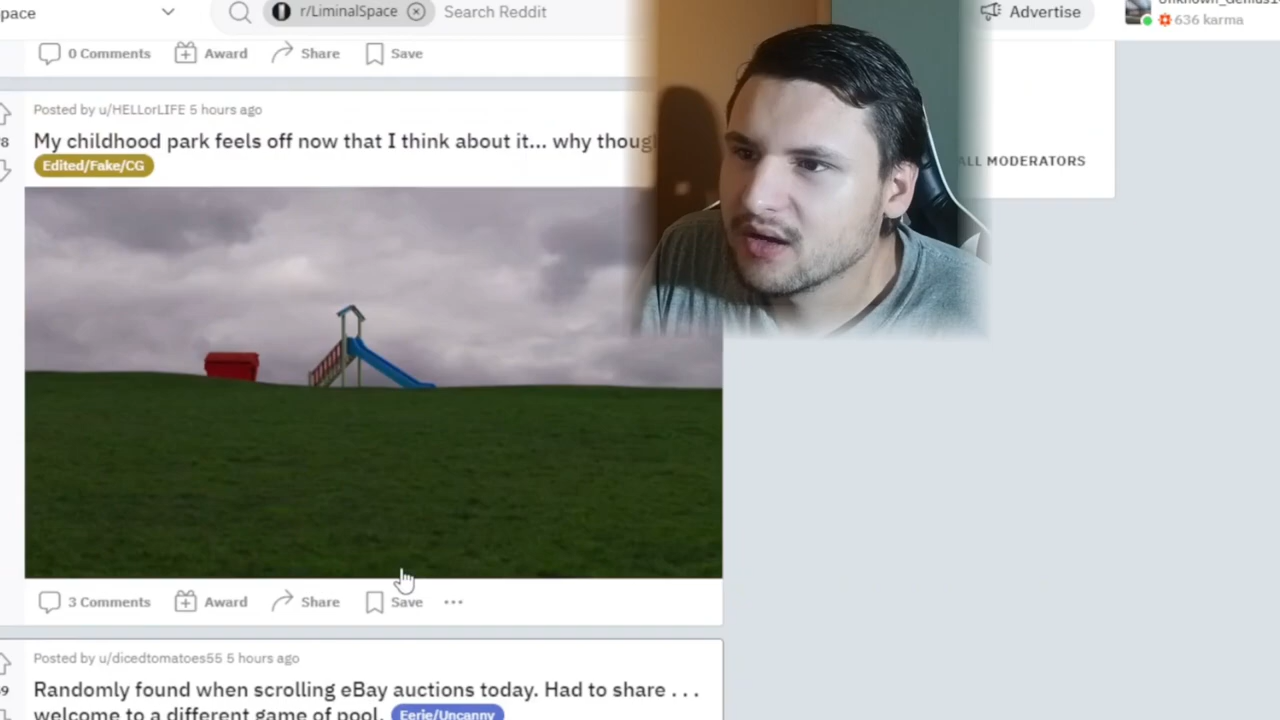 pace r/LiminalSpace Search Reddit Advertise
636 karma
0 Comments Award Share Save
Posted by u/HELLorLIFE 5 hours ago
My childhood park feels off now that I think about it... why thoug
Edited/Fake/CG
ALL MODERATORS
3 Comments Award Share Save ...
Posted by u/dicedtomatoes55 5 hours ago
Randomly found when scrolling eBay auctions today. Had to share . . .
welcome to a different game of pool. Eerie/Uncanny